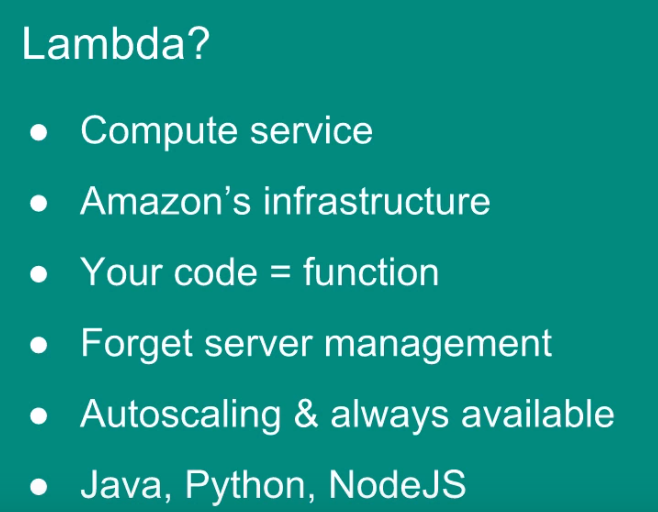 Lambda?
● Compute service
● Amazon’s infrastructure
● Your code = function
● Forget server management
● Autoscaling & always available
● Java, Python, NodeJS